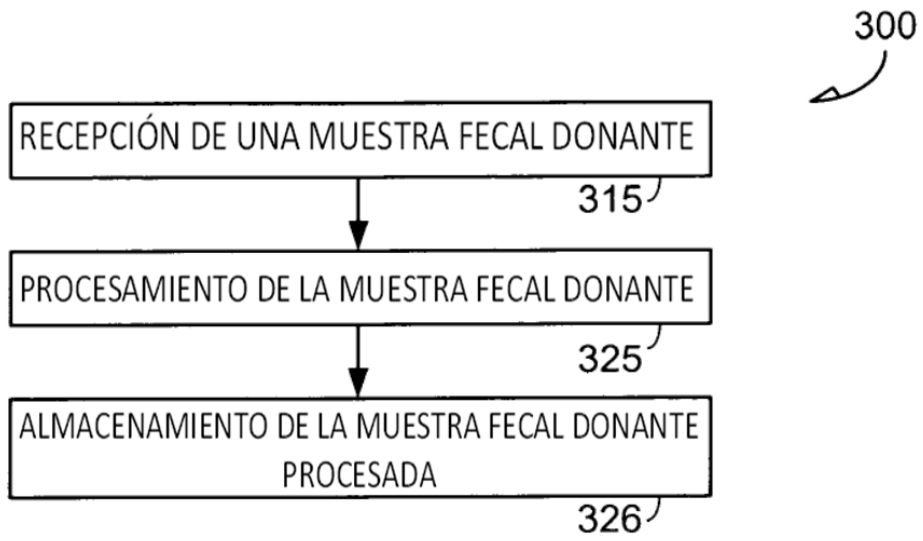 300
RECEPCIÓN DE UNA MUESTRA FECAL DONANTE
315
PROCESAMIENTO DE LA MUESTRA FECAL DONANTE
325
ALMACENAMIENTO DE LA MUESTRA FECAL DONANTE
PROCESADA
326